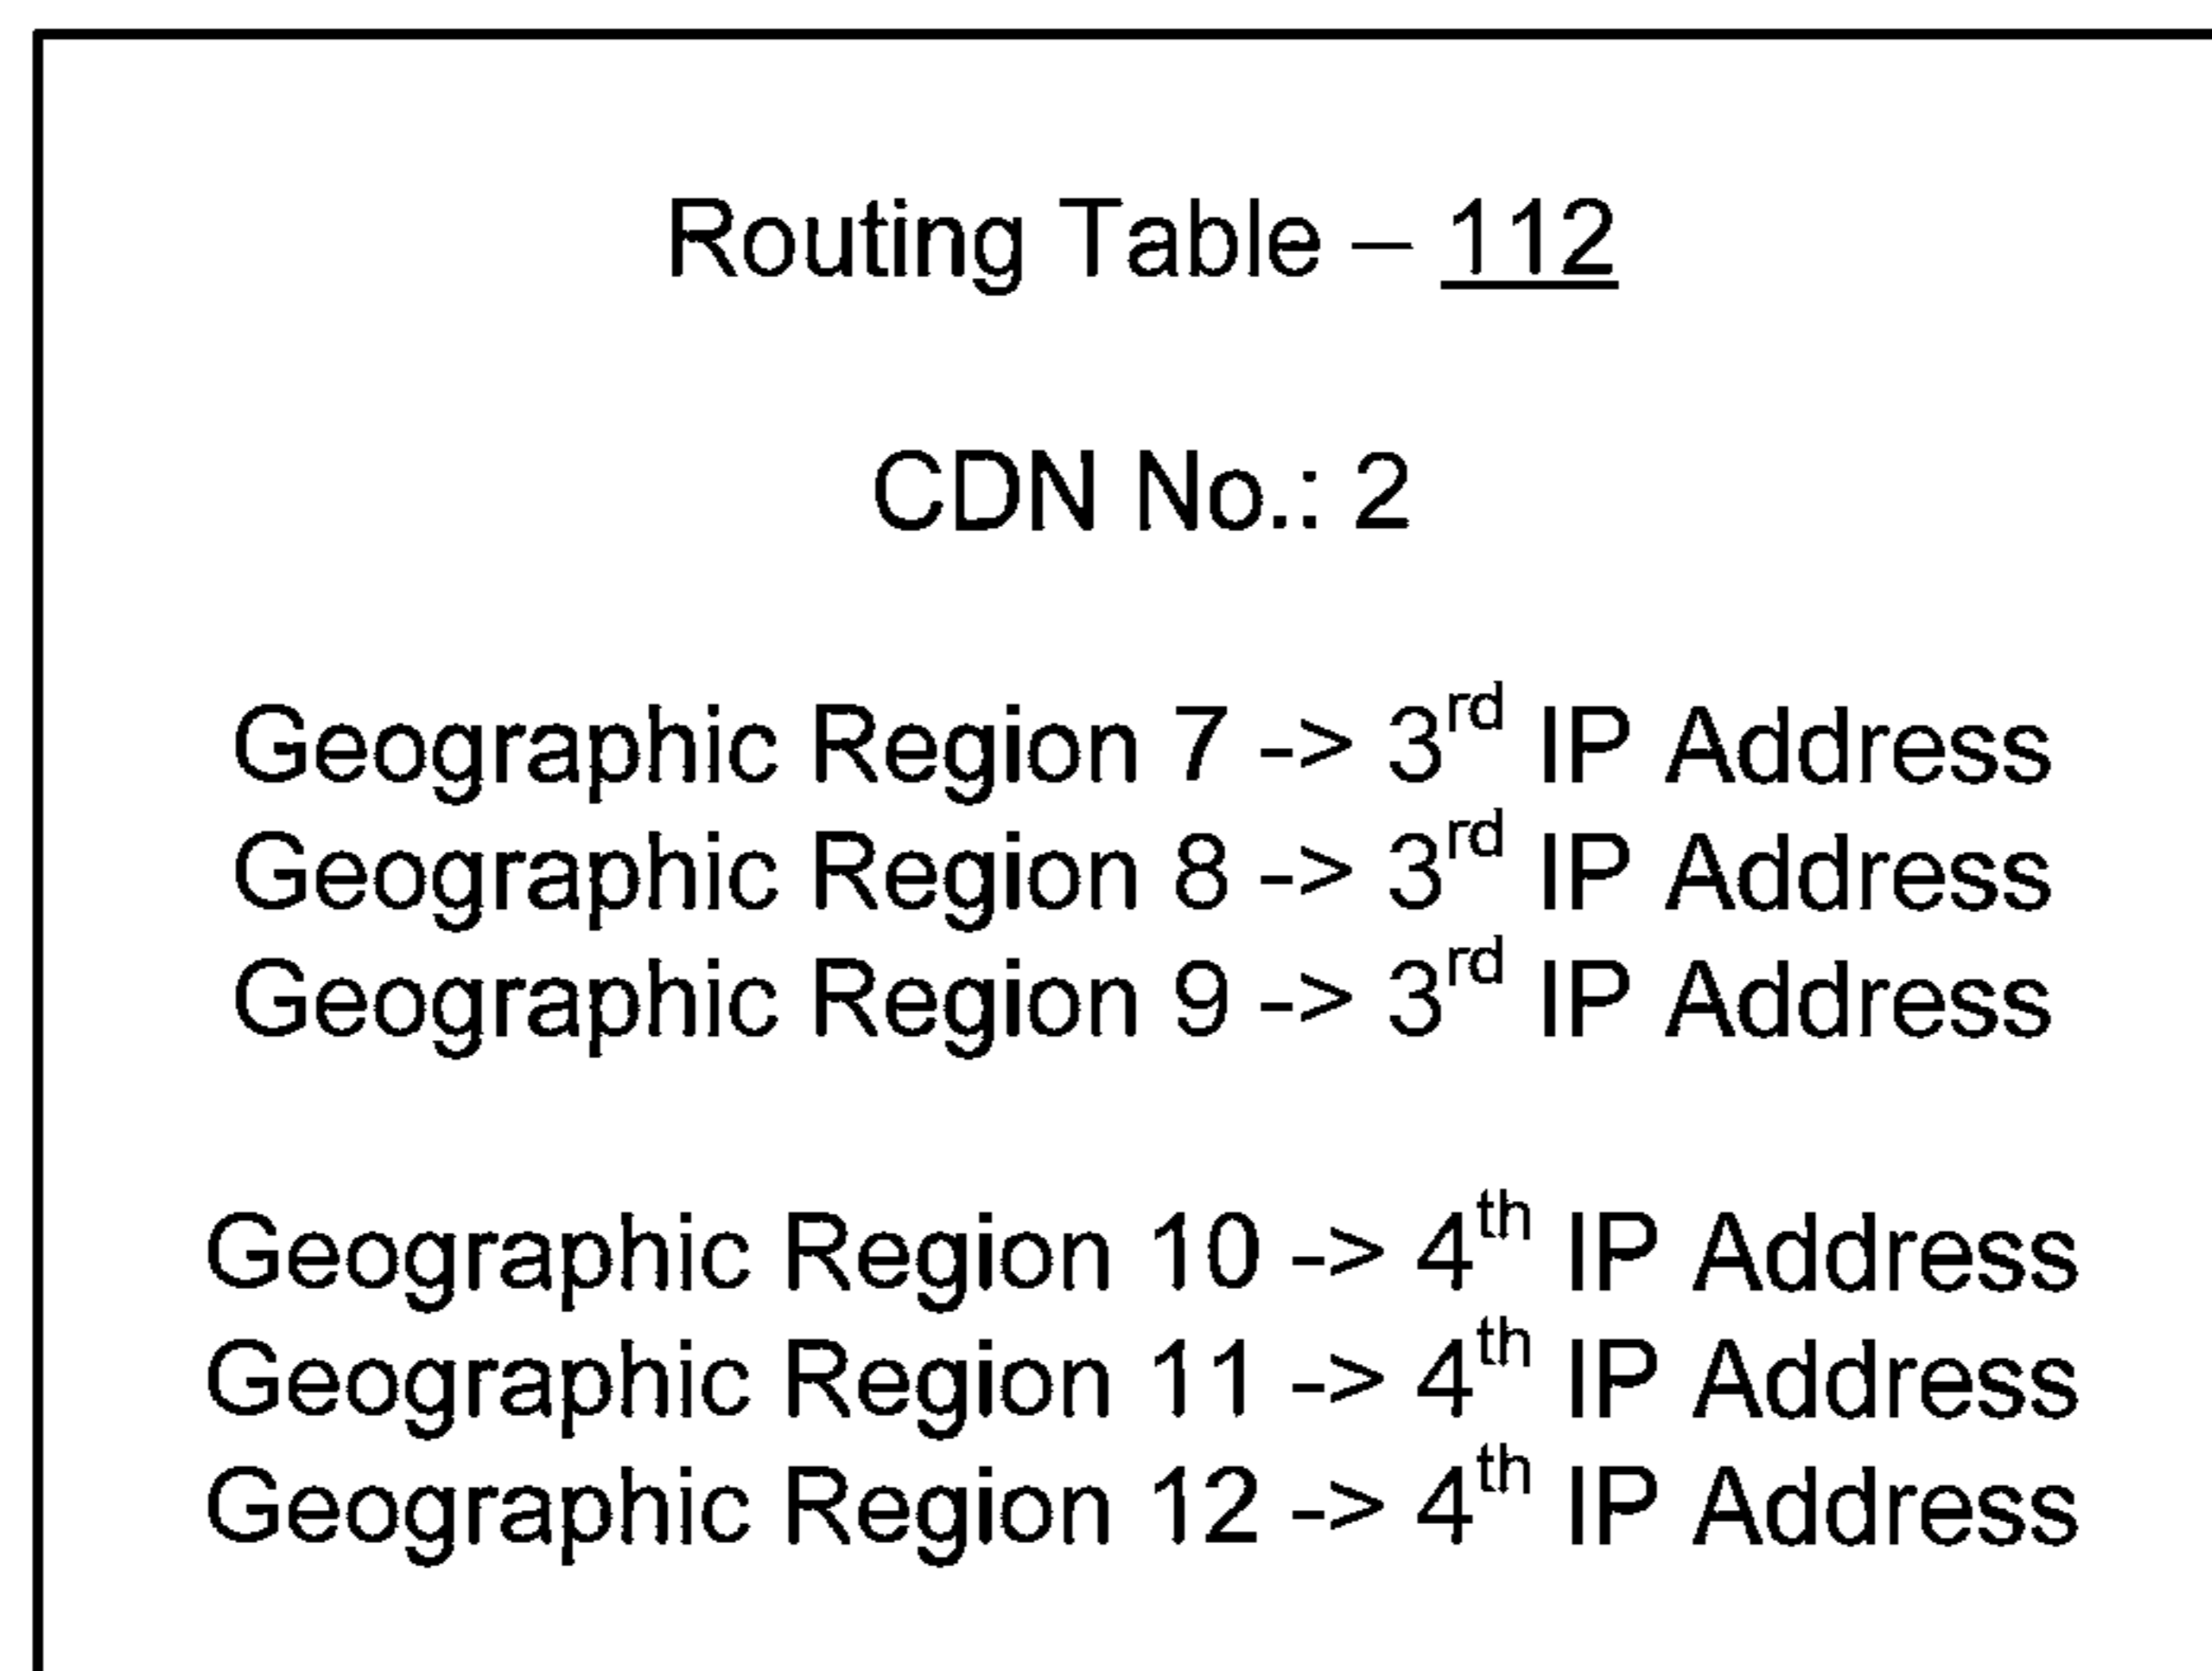 Routing Table – 112
CDN No.: 2
Geographic Region 7 -> 3rd IP Address
Geographic Region 8 -> 3rd IP Address
Geographic Region 9 -> 3rd IP Address
Geographic Region 10 -> 4th IP Address
Geographic Region 11 -> 4th IP Address
Geographic Region 12 -> 4th IP Address